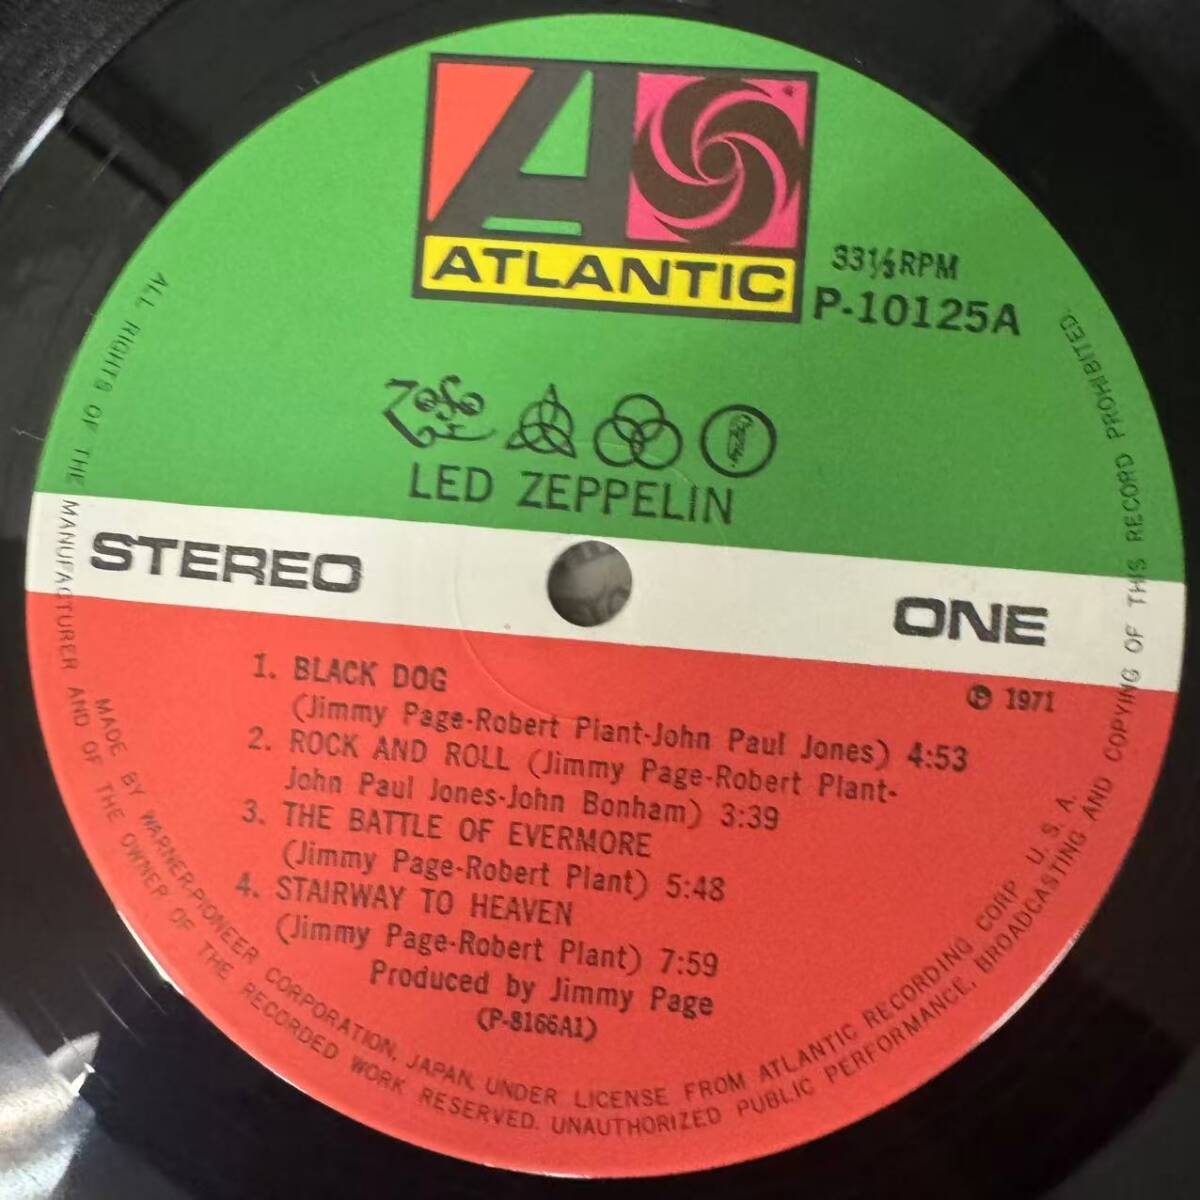 ATLANTIC
33⅓RPM
P-10125A
LED ZEPPELIN
STEREO
ONE
℗ 1971
1. BLACK DOG
(Jimmy Page-Robert Plant-John Paul Jones) 4:53
2. ROCK AND ROLL (Jimmy Page-Robert Plant-
John Paul Jones-John Bonham) 3:39
3. THE BATTLE OF EVERMORE
(Jimmy Page-Robert Plant) 5:48
4. STAIRWAY TO HEAVEN
(Jimmy Page-Robert Plant) 7:59
Produced by Jimmy Page
(P-8166A1)
MADE BY WARNER-PIONEER CORPORATION, JAPAN, UNDER LICENSE FROM ATLANTIC RECORDING CORP. U. S. A.
ALL RIGHTS OF THE MANUFACTURER AND OF THE OWNER OF THE RECORDED WORK RESERVED. UNAUTHORIZED PUBLIC PERFORMANCE, BROADCASTING AND COPYING OF THIS RECORD PROHIBITED.